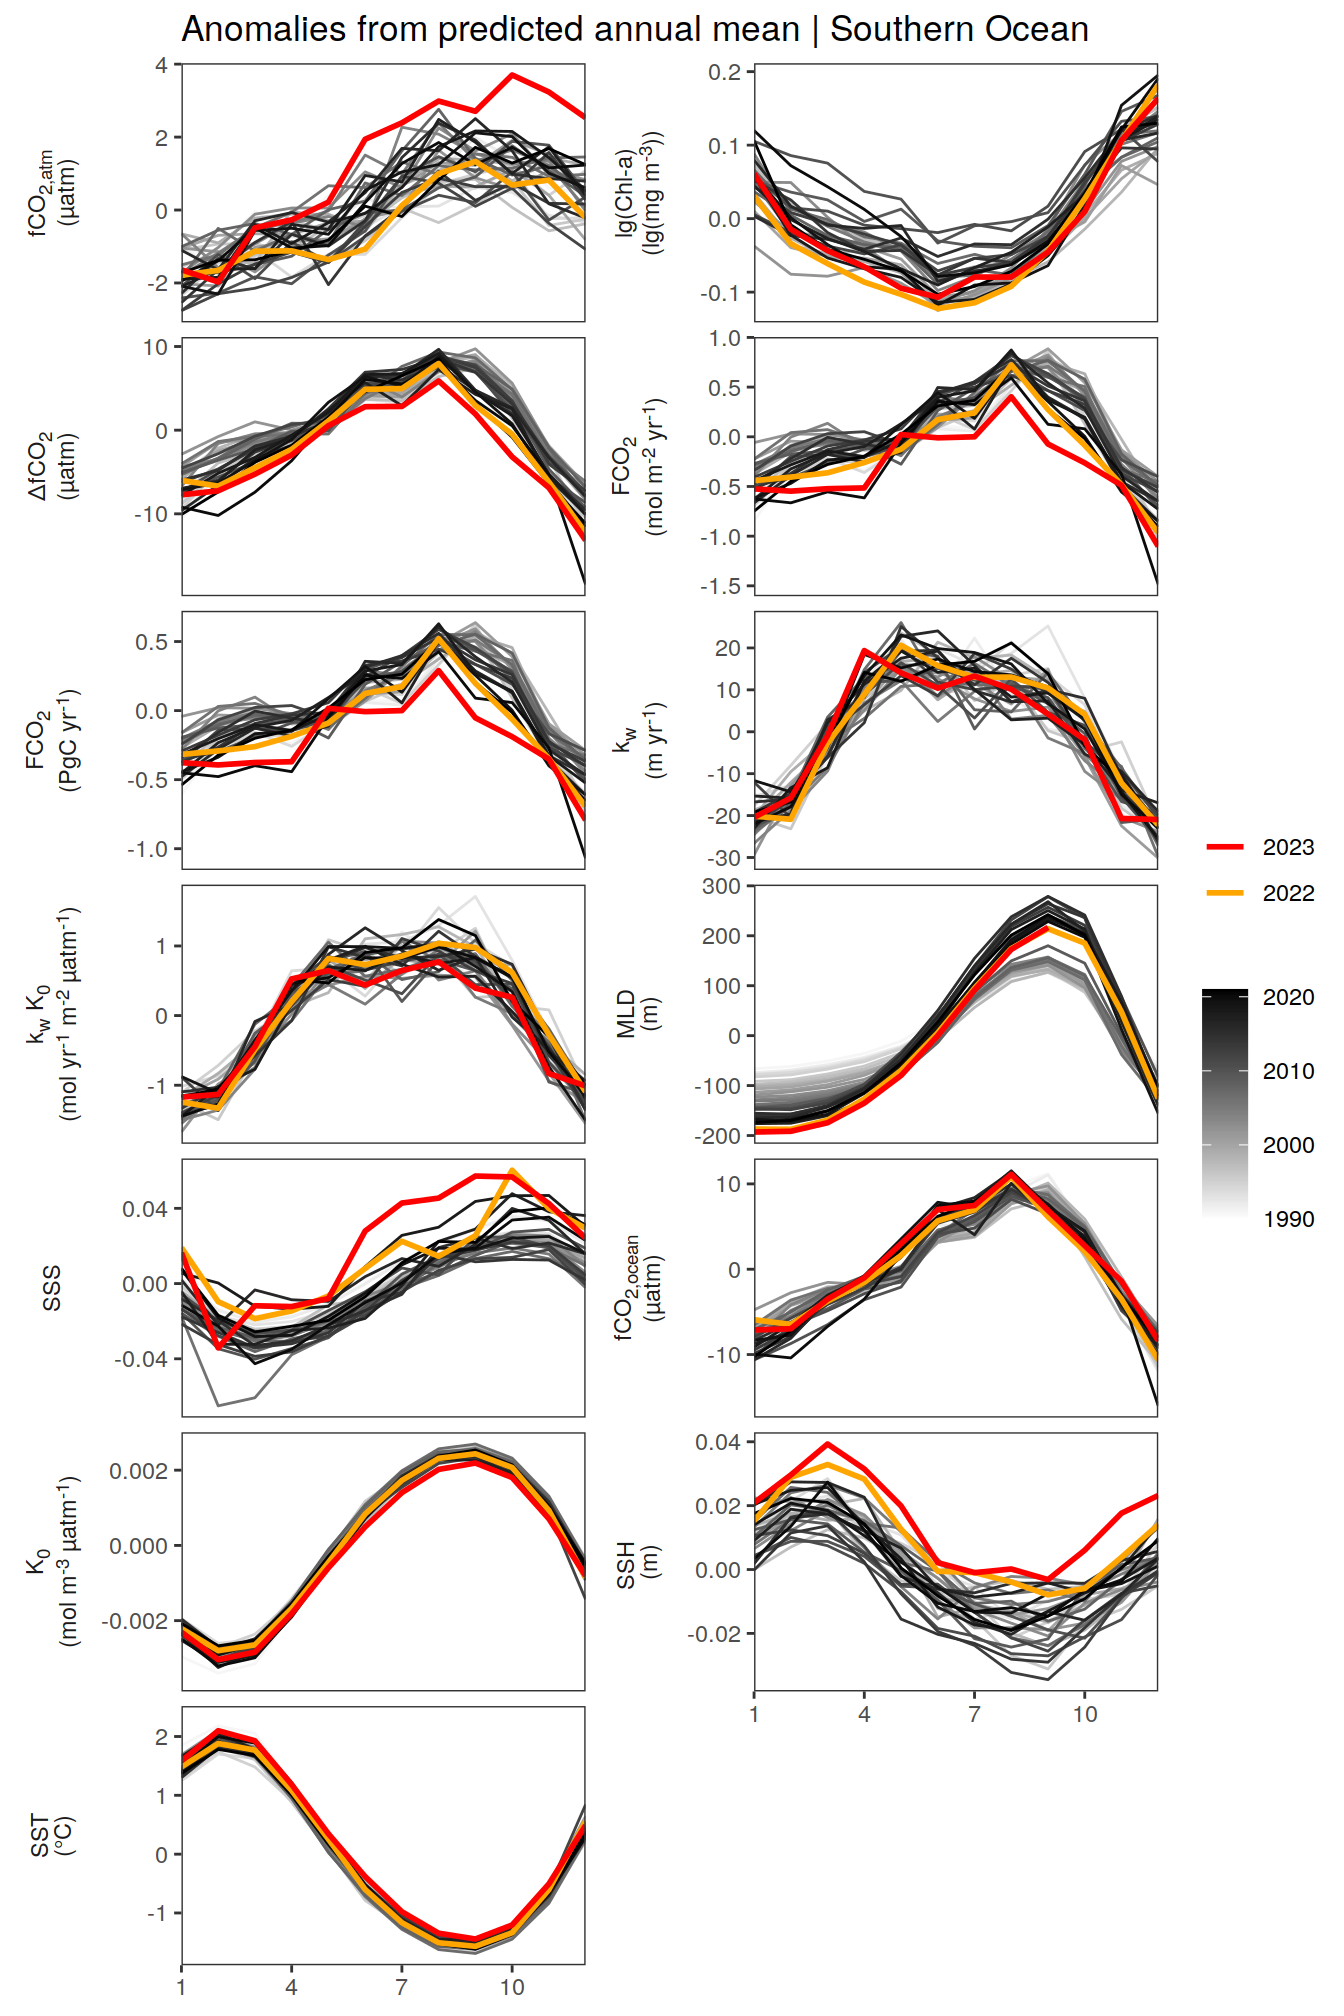 Anomalies from predicted annual mean | Southern Ocean
fCO2,atm
(µatm)
4
2
0
-2
lg(Chl-a)
(lg(mg m-3))
0.2
0.1
0.0
-0.1
ΔfCO2
(µatm)
10
0
-10
FCO2
(mol m-2 yr-1)
1.0
0.5
0.0
-0.5
-1.0
-1.5
FCO2
(PgC yr-1)
0.5
0.0
-0.5
-1.0
kw
(m yr-1)
20
10
0
-10
-20
-30
kw K0
(mol yr-1 m-2 µatm-1)
1
0
-1
MLD
(m)
300
200
100
0
-100
-200
SSS
0.04
0.00
-0.04
fCO2,ocean
(µatm)
10
0
-10
K0
(mol m-3 µatm-1)
0.002
0.000
-0.002
SSH
(m)
0.04
0.02
0.00
-0.02
1
4
7
10
SST
(°C)
2
1
0
-1
1
4
7
10
2023
2022
2020
2010
2000
1990